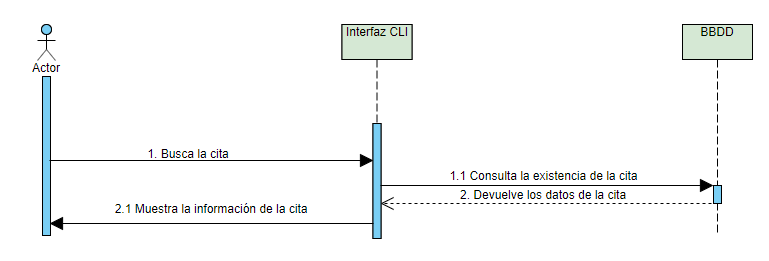 Interfaz CLI
BBDD
Actor
1. Busca la cita
1.1 Consulta la existencia de la cita
2. Devuelve los datos de la cita
2.1 Muestra la información de la cita